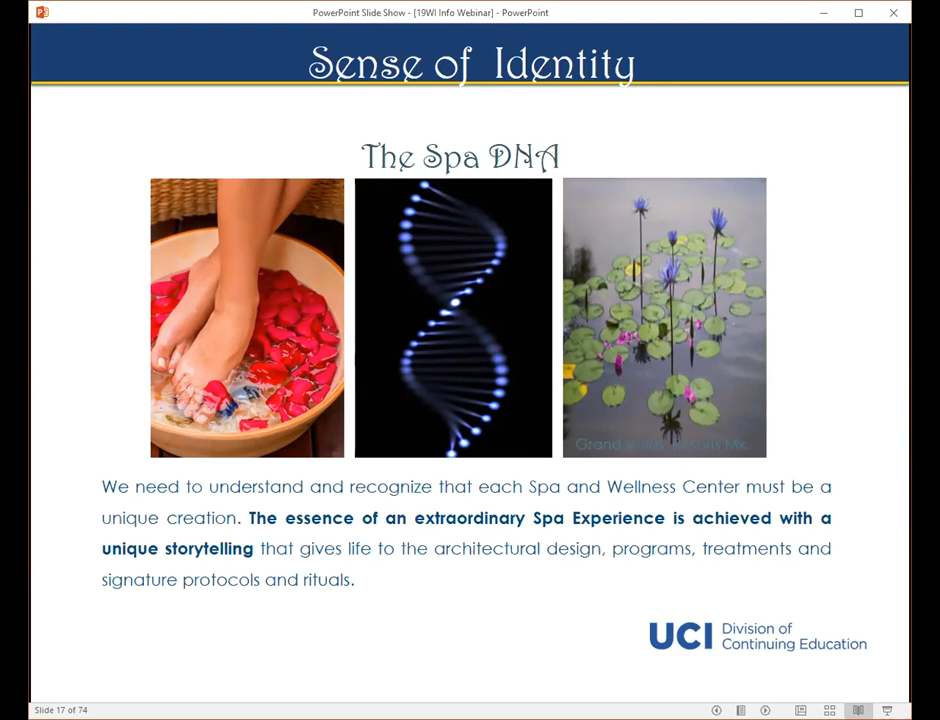 PowerPoint Slide Show - [19WI Info Webinar] - PowerPoint
Sense of Identity
The Spa DNA
Grand Resorts Mx.
We need to understand and recognize that each Spa and Wellness Center must be a
unique creation. The essence of an extraordinary Spa Experience is achieved with a
unique storytelling that gives life to the architectural design, programs, treatments and
signature protocols and rituals.
UCI Division of
Continuing Education
Slide 17 of 74